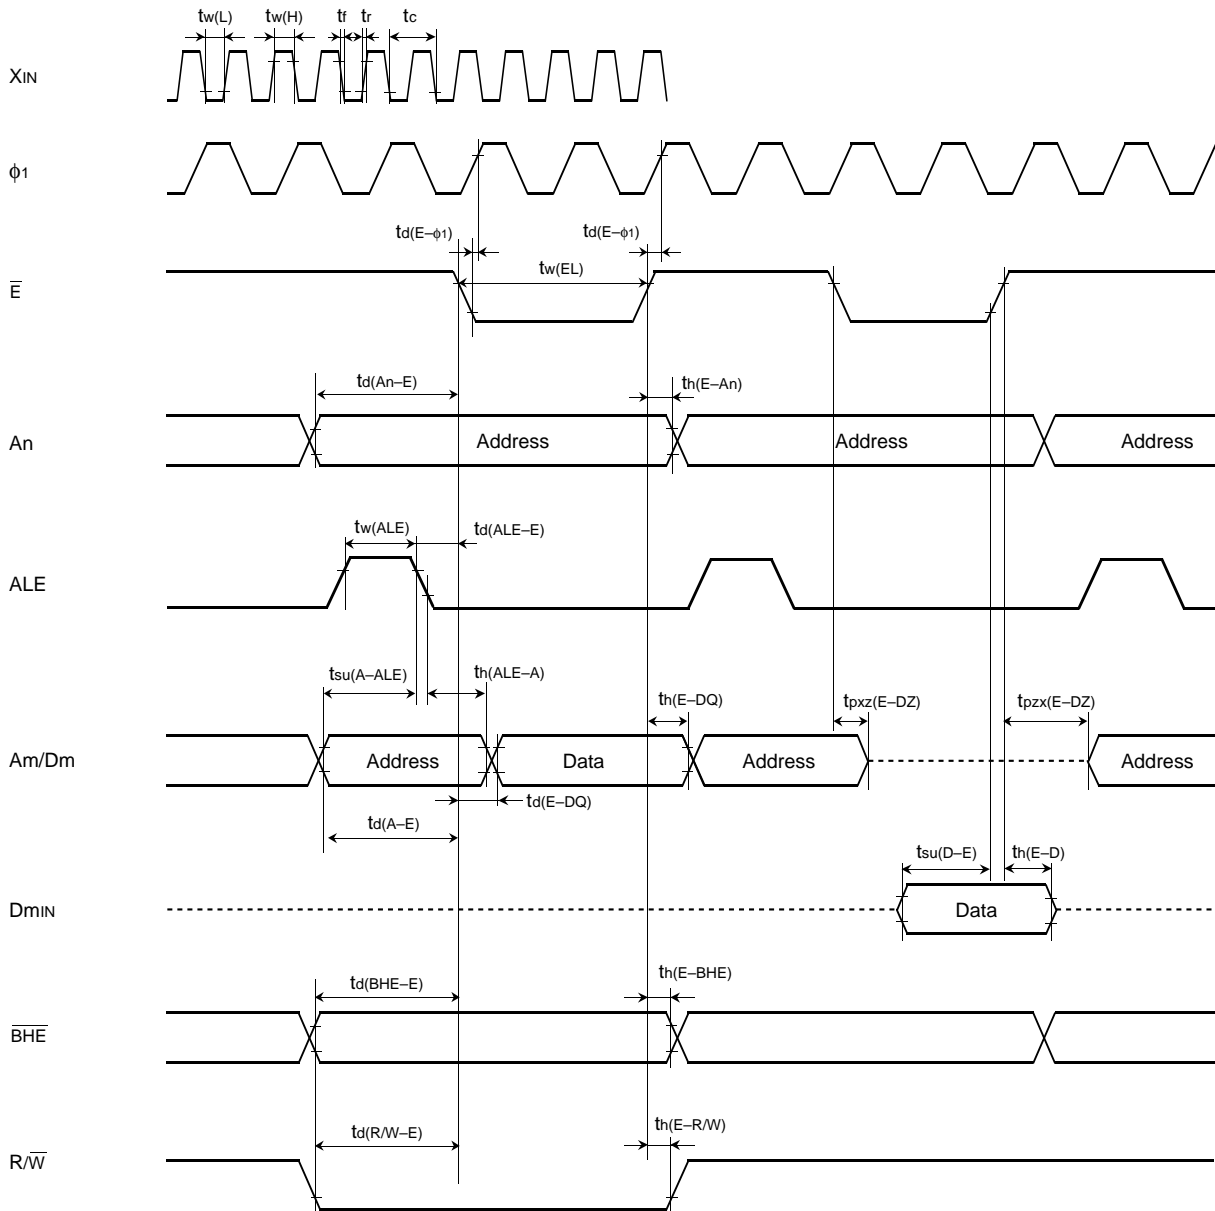 tw(L) tw(H) tf tr tc
XIN
ϕ1
td(E–ϕ1) td(E–ϕ1)
tw(EL)
E̅
td(An–E) th(E–An)
An Address Address Address
tw(ALE) td(ALE–E)
ALE
tsu(A–ALE) th(ALE–A)
th(E–DQ) tpxz(E–DZ) tpzx(E–DZ)
Am/Dm Address Data Address Address
td(E–DQ)
td(A–E)
tsu(D–E) th(E–D)
DmIN Data
td(BHE–E) th(E–BHE)
B̅H̅E̅
td(R/W–E) th(E–R/W)
R/W̅